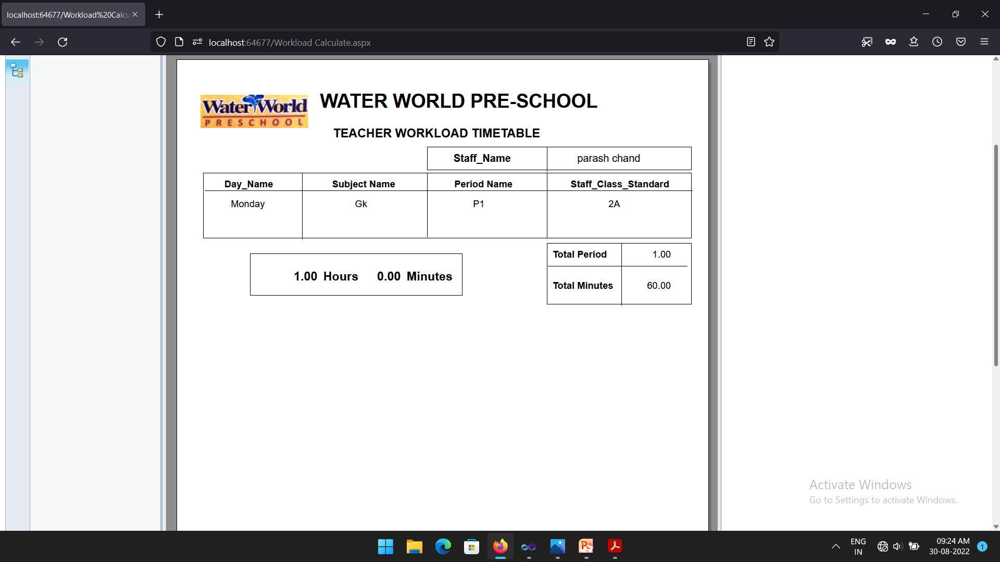 localhost:64677/Workload%20Calcu
localhost:64677/Workload Calculate.aspx
Water World
PRESCHOOL
WATER WORLD PRE-SCHOOL
TEACHER WORKLOAD TIMETABLE
Staff_Name parash chand
Day_Name Subject Name Period Name Staff_Class_Standard
Monday Gk P1 2A
Total Period 1.00
1.00 Hours 0.00 Minutes
Total Minutes 60.00
Activate Windows
Go to Settings to activate Windows.
ENG
IN
09:24 AM
30-08-2022
1